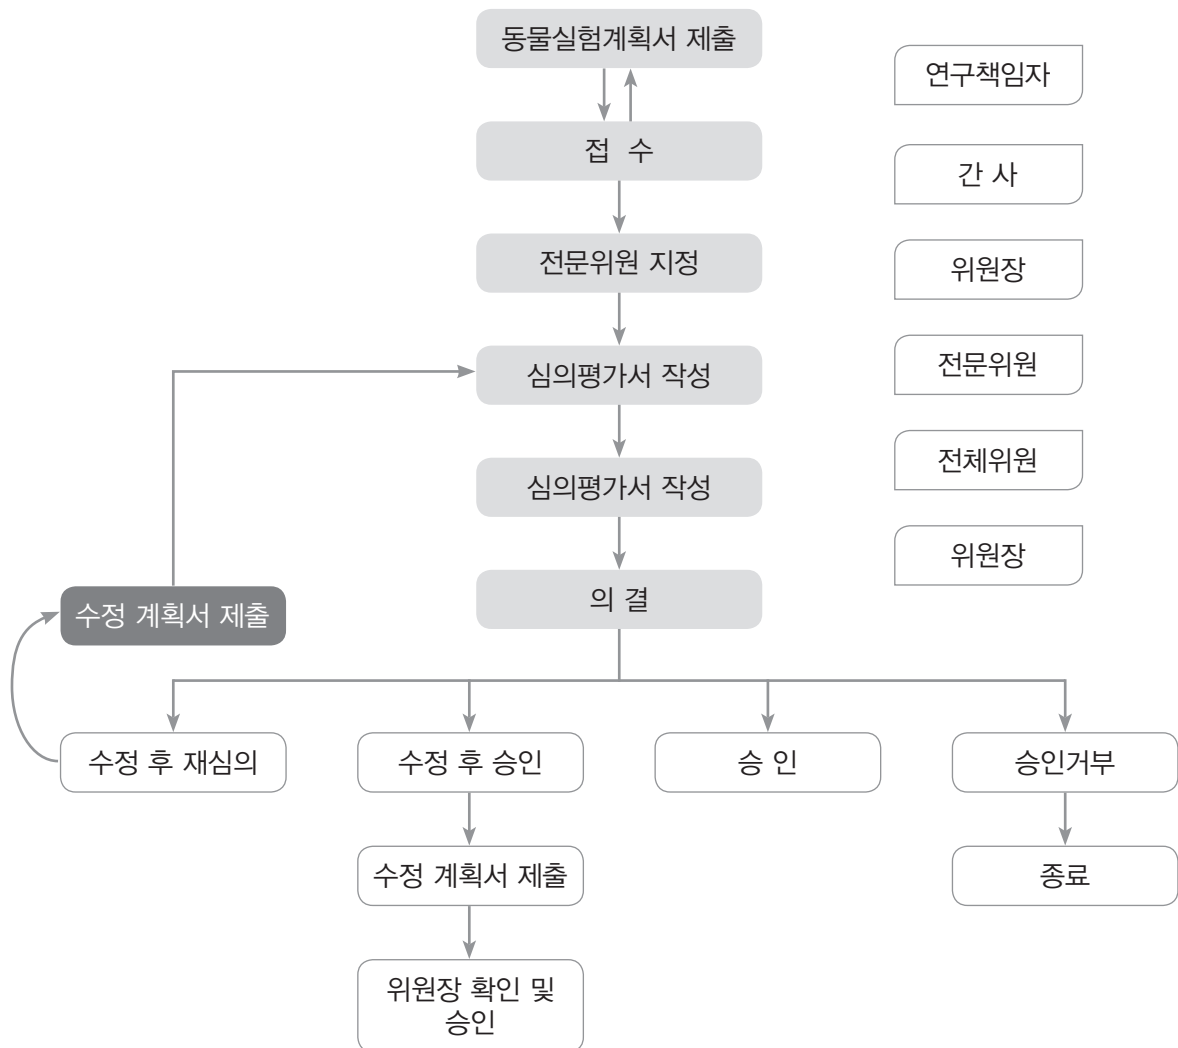 동물실험계획서 제출
연구책임자
접 수
간 사
전문위원 지정
위원장
심의평가서 작성
전문위원
심의평가서 작성
전체위원
의 결
위원장
수정 계획서 제출
수정 후 재심의
수정 후 승인
승 인
승인거부
수정 계획서 제출
종료
위원장 확인 및
승인